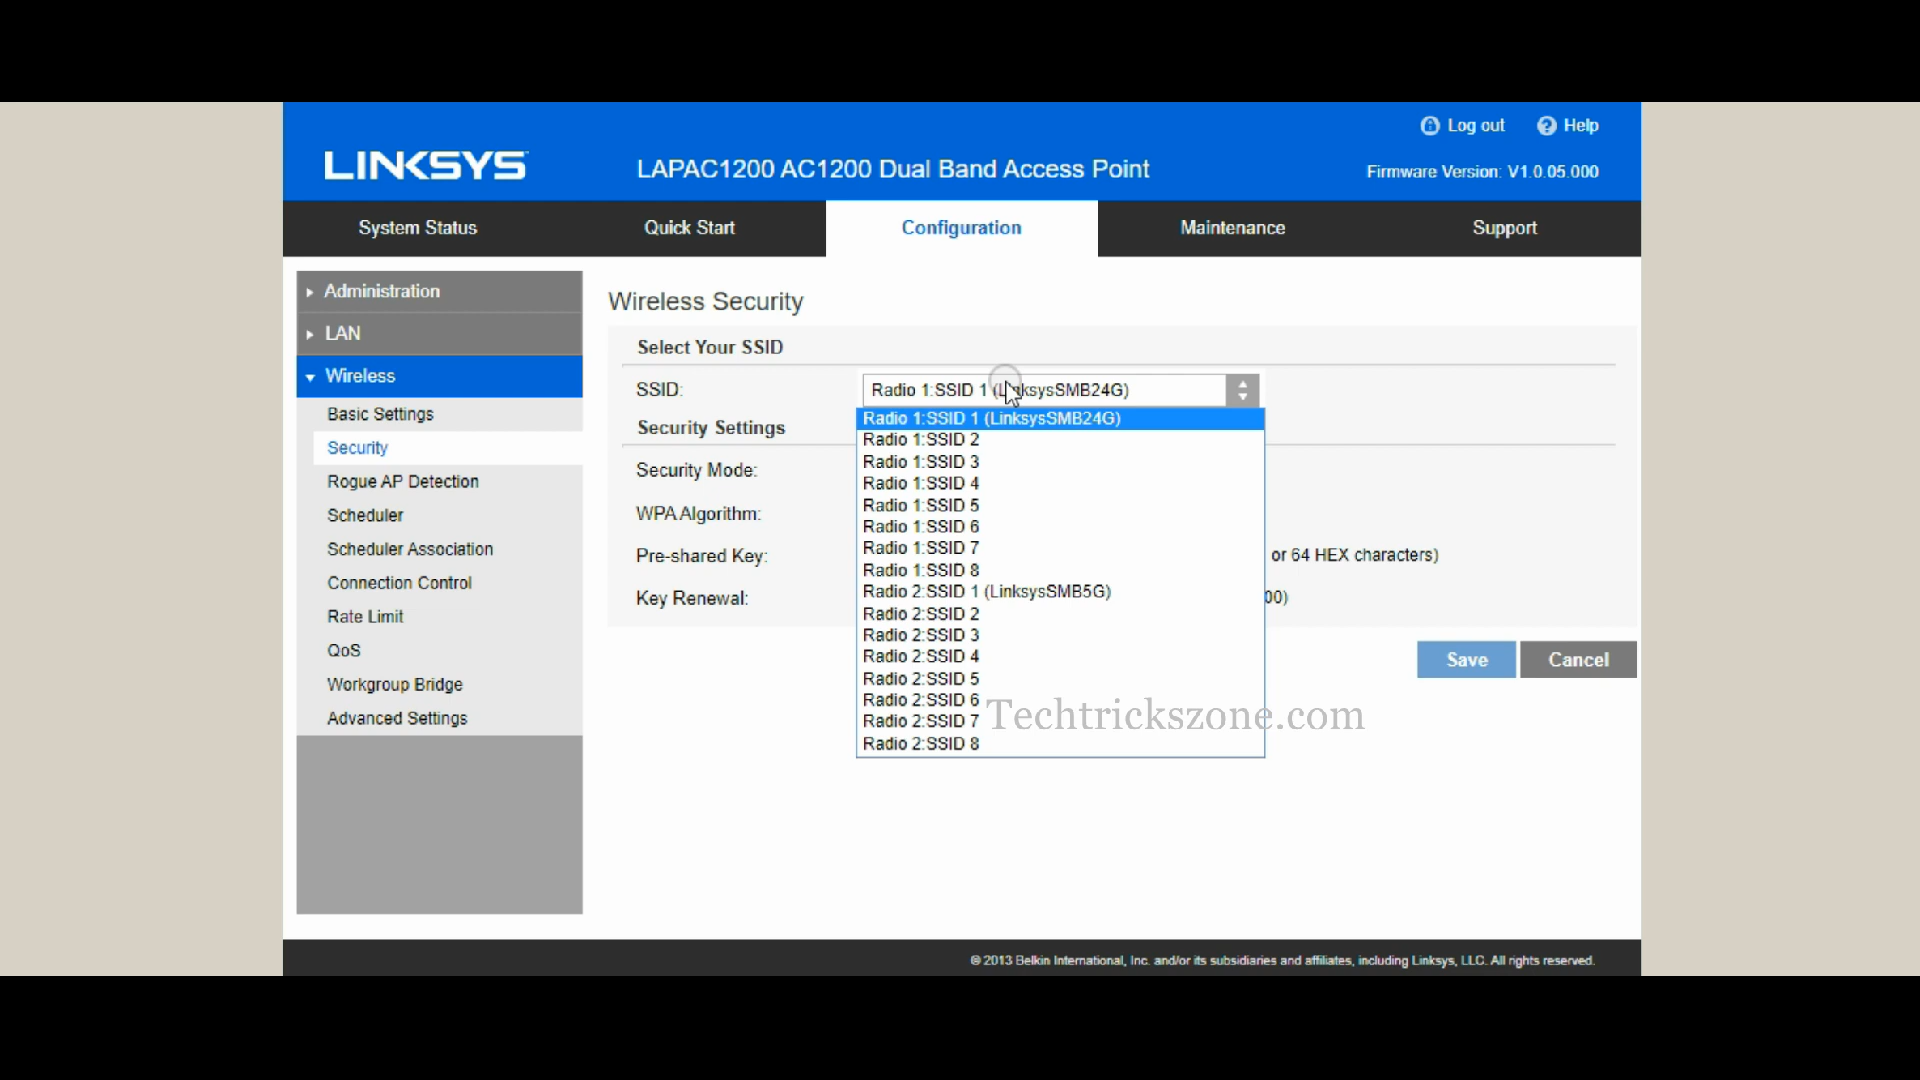 Log out
Help
LINKSYS
LAPAC1200 AC1200 Dual Band Access Point
Firmware Version: V1.0.05.000
System Status
Quick Start
Configuration
Maintenance
Support
Administration
LAN
Wireless
Basic Settings
Security
Rogue AP Detection
Scheduler
Scheduler Association
Connection Control
Rate Limit
QoS
Workgroup Bridge
Advanced Settings
Wireless Security
Select Your SSID
SSID:
Radio 1:SSID 1 (LinksysSMB24G)
Radio 1:SSID 1 (LinksysSMB24G)
Radio 1:SSID 2
Radio 1:SSID 3
Radio 1:SSID 4
Radio 1:SSID 5
Radio 1:SSID 6
Radio 1:SSID 7
Radio 1:SSID 8
Radio 2:SSID 1 (LinksysSMB5G)
Radio 2:SSID 2
Radio 2:SSID 3
Radio 2:SSID 4
Radio 2:SSID 5
Radio 2:SSID 6
Radio 2:SSID 7
Radio 2:SSID 8
Security Settings
Security Mode:
WPA Algorithm:
Pre-shared Key:
or 64 HEX characters)
Key Renewal:
00)
Save
Cancel
Techtrickszone.com
© 2013 Belkin International, Inc. and/or its subsidiaries and affiliates, including Linksys, LLC. All rights reserved.